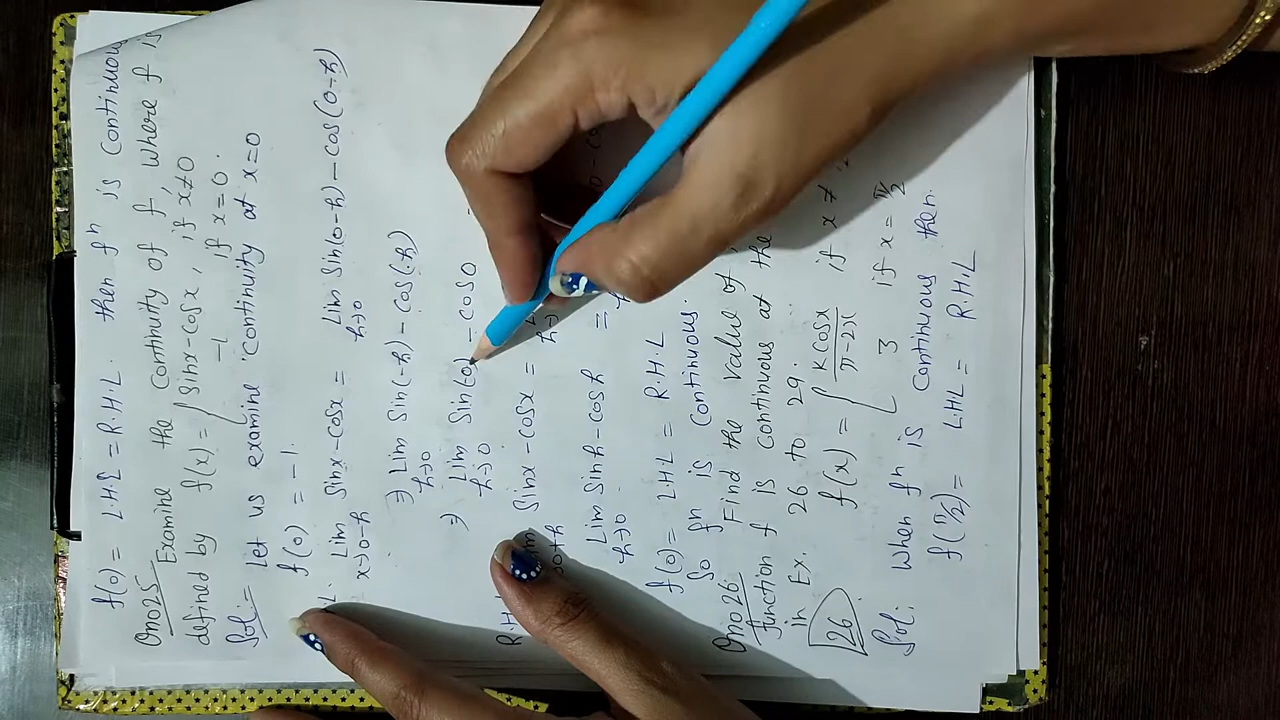 f(0) = L.H.L = R.H.L. then fⁿ is Continuous
Qno25 Examine the Continuity of f, where f is
defined by f(x) = { sinx-cosx, if x≠0
-1 if x=0.
Sol:- Let us examine continuity at x=0
f(0) = -1.
Lim Sinx-cosx = Lim Sin(0-h)-cos(0-h)
x→0-h h→0
⇒ Lim Sin(-h) - cos(-h)
h→0
⇒ Lim Sin(0) - cos0
h→0
R.H. Sinx-cosx =
Lim Sinh-cosh =
h→0
f(0) = L.H.L = R.H.L
So fⁿ is Continuous.
Qno26: Find the value of
function f is continuous at the
in Ex. 26 to 29.
26 f(x) = { kcosx/π-2x if x ≠
3 if x = π/2
Sol: When fⁿ is Continuous then.
f(π/2) = L.H.L = R.H.L